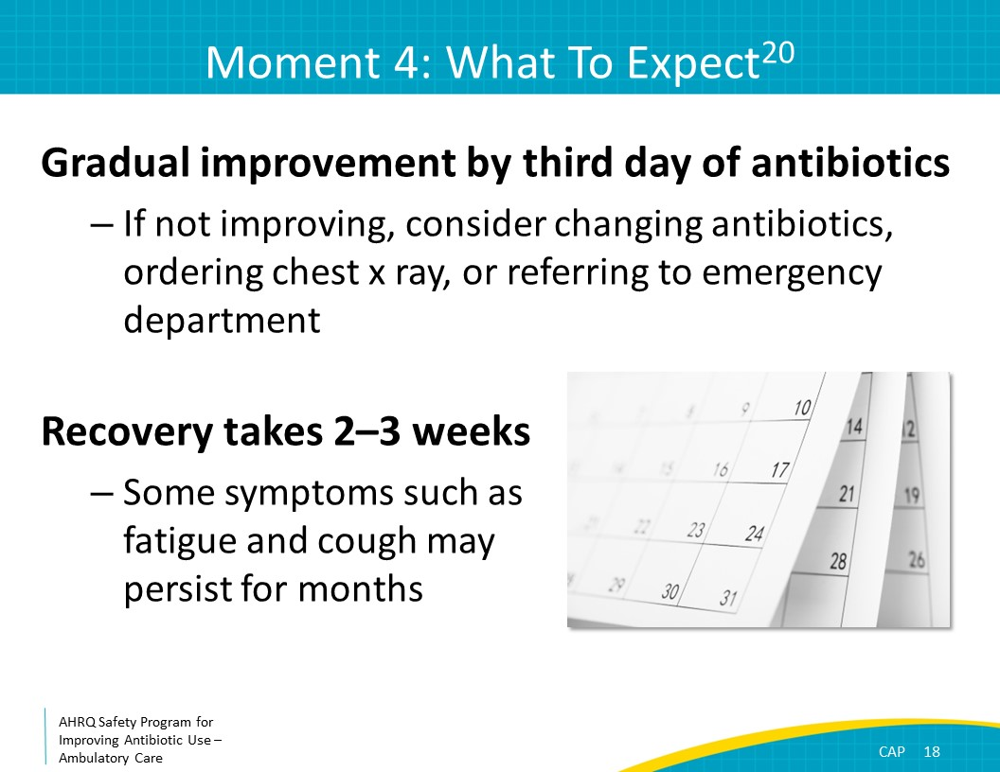 Moment 4: What To Expect20
Gradual improvement by third day of antibiotics
– If not improving, consider changing antibiotics,
ordering chest x ray, or referring to emergency
department
Recovery takes 2–3 weeks
– Some symptoms such as
fatigue and cough may
persist for months
9 10
16 17
22 23 24
29 30 31
14
21
28
12
19
26
AHRQ Safety Program for
Improving Antibiotic Use –
Ambulatory Care
CAP 18